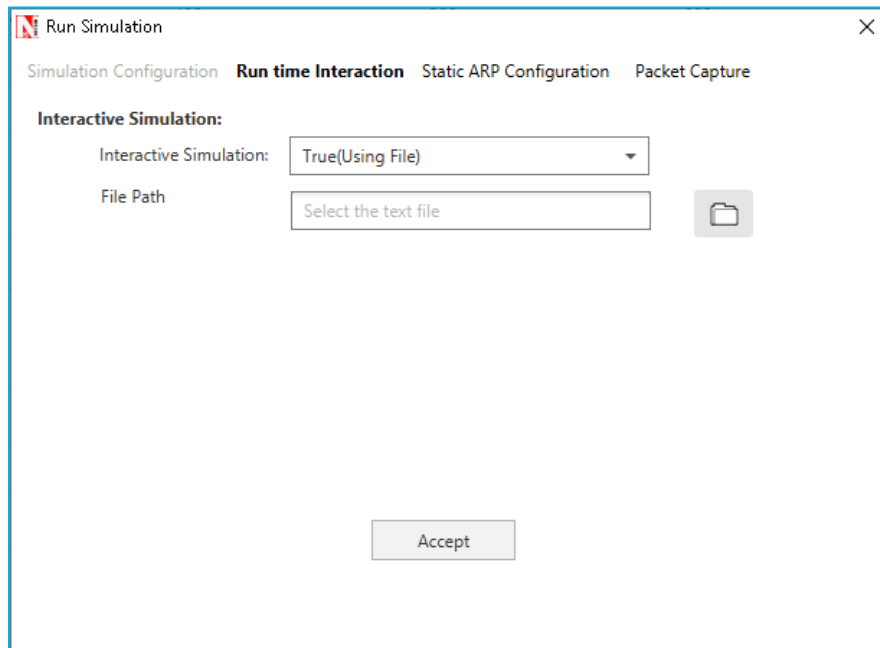 Run Simulation
Simulation Configuration Run time Interaction Static ARP Configuration Packet Capture
Interactive Simulation:
Interactive Simulation: True(Using File)
File Path Select the text file
Accept